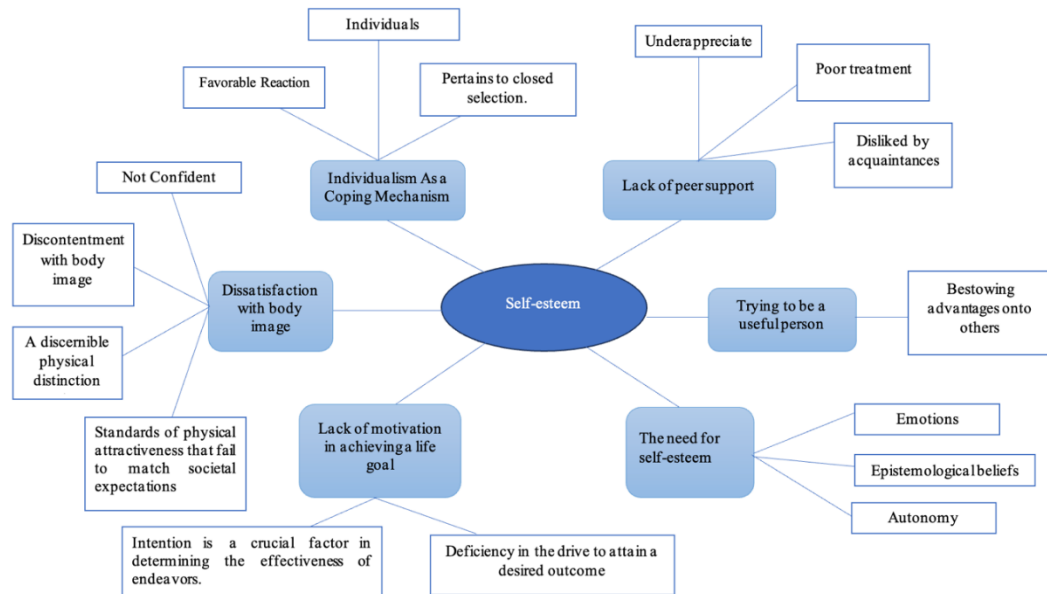 Individuals
Favorable Reaction
Pertains to closed
selection.
Individualism As a
Coping Mechanism
Underappreciate
Poor treatment
Disliked by
acquaintances
Lack of peer support
Not Confident
Discontentment
with body
image
A discernible
physical
distinction
Standards of physical
attractiveness that fail
to match societal
expectations
Dissatisfaction
with body
image
Self-esteem
Trying to be a
useful person
Bestowing
advantages onto
others
Lack of motivation
in achieving a life
goal
Intention is a crucial factor in
determining the effectiveness of
endeavors.
Deficiency in the drive to attain a
desired outcome
The need for
self-esteem
Emotions
Epistemological beliefs
Autonomy